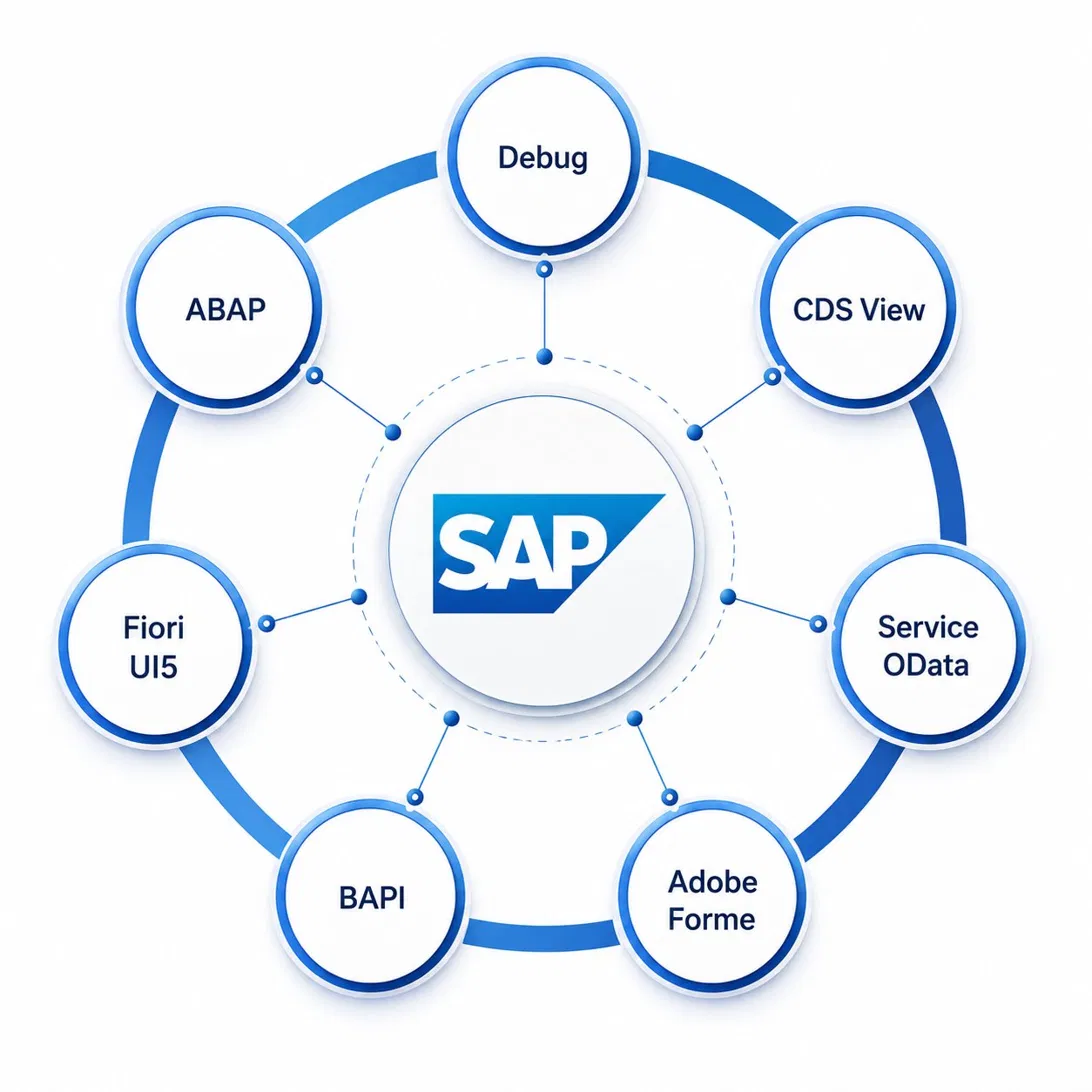 Debug
ABAP
CDS View
SAP
Fiori
UI5
Service
OData
BAPI
Adobe
Forme